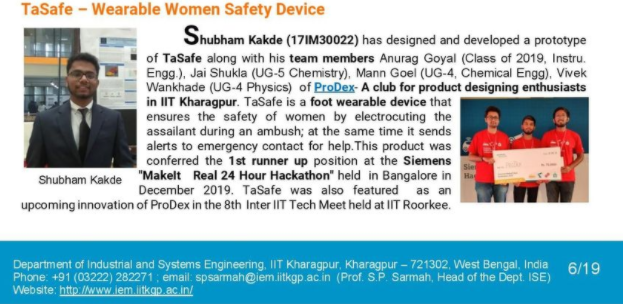 TaSafe – Wearable Women Safety Device
Shubham Kakde (17IM30022) has designed and developed a prototype
of TaSafe along with his team members Anurag Goyal (Class of 2019, Instru.
Engg.), Jai Shukla (UG-5 Chemistry), Mann Goel (UG-4, Chemical Engg), Vivek
Wankhade (UG-4 Physics) of ProDex- A club for product designing enthusiasts
in IIT Kharagpur. TaSafe is a foot wearable device that
ensures the safety of women by electrocuting the
assailant during an ambush; at the same time it sends
alerts to emergency contact for help.This product was
conferred the 1st runner up position at the Siemens
"MakeIt Real 24 Hour Hackathon" held in Bangalore in
December 2019. TaSafe was also featured as an
upcoming innovation of ProDex in the 8th Inter IIT Tech Meet held at IIT Roorkee.
Shubham Kakde
Department of Industrial and Systems Engineering, IIT Kharagpur, Kharagpur – 721302, West Bengal, India
Phone: +91 (03222) 282271 ; email: spsarmah@iem.iitkgp.ac.in (Prof. S.P. Sarmah, Head of the Dept. ISE)
Website: http://www.iem.iitkgp.ac.in/
6/19